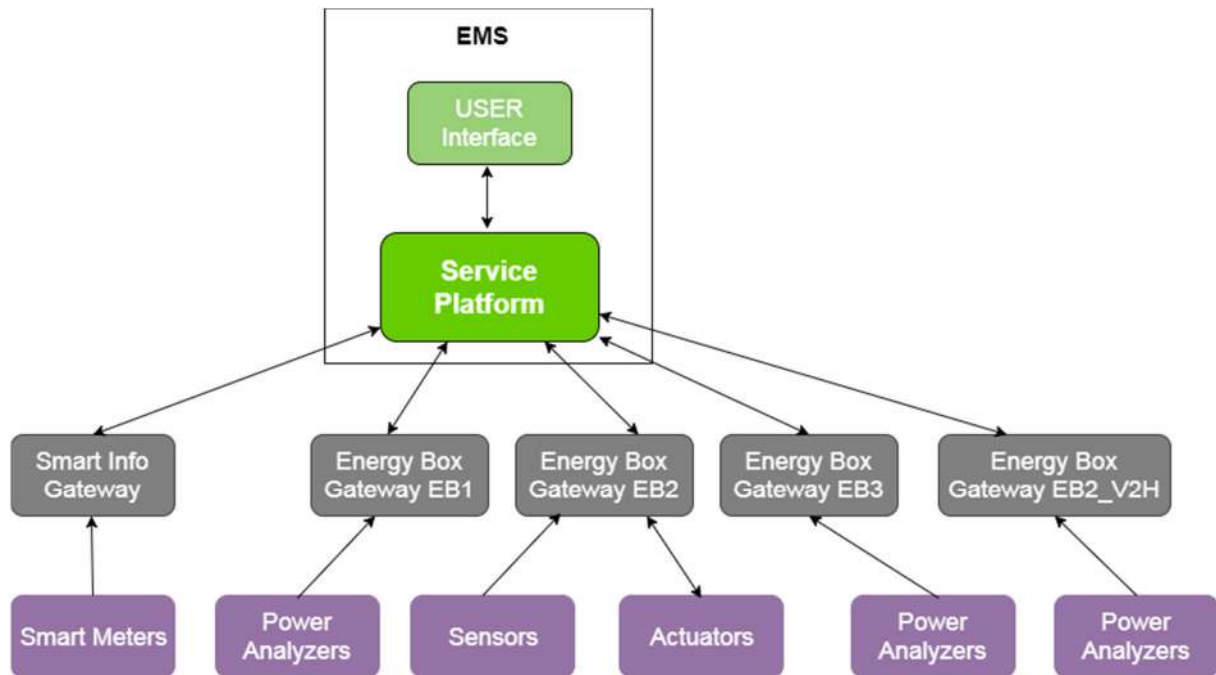 EMS
USER
Interface
Service
Platform
Smart Info
Gateway
Energy Box
Gateway EB1
Energy Box
Gateway EB2
Energy Box
Gateway EB3
Energy Box
Gateway EB2_V2H
Smart Meters
Power
Analyzers
Sensors
Actuators
Power
Analyzers
Power
Analyzers